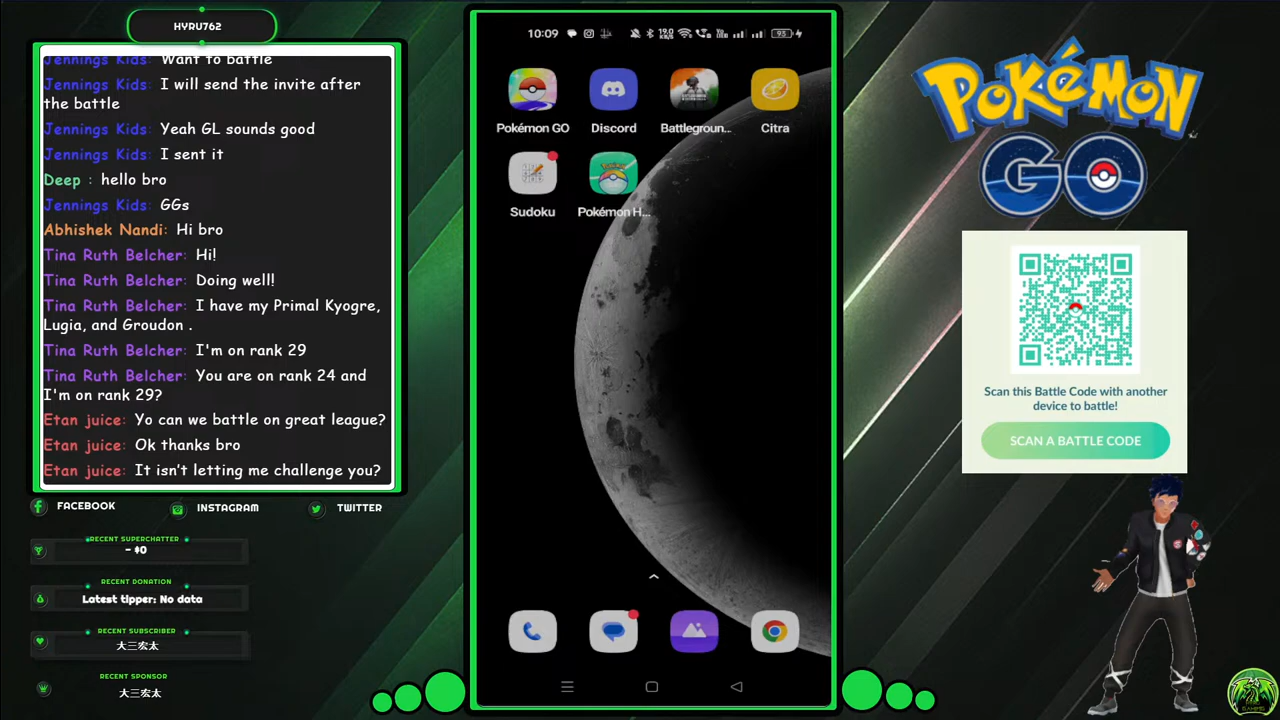 HYRU762
Jennings Kids: Want to battle
Jennings Kids: I will send the invite after
the battle
Jennings Kids: Yeah GL sounds good
Jennings Kids: I sent it
Deep : hello bro
Jennings Kids: GGs
Abhishek Nandi: Hi bro
Tina Ruth Belcher: Hi!
Tina Ruth Belcher: Doing well!
Tina Ruth Belcher: I have my Primal Kyogre,
Lugia, and Groudon .
Tina Ruth Belcher: I'm on rank 29
Tina Ruth Belcher: You are on rank 24 and
I'm on rank 29?
Etan juice: Yo can we battle on great league?
Etan juice: Ok thanks bro
Etan juice: It isn't letting me challenge you?
FACEBOOK
INSTAGRAM
TWITTER
RECENT SUPERCHATTER
- $0
RECENT DONATION
Latest tipper: No data
RECENT SUBSCRIBER
大三宏太
RECENT SPONSOR
大三宏太
10:09
19.0
KB/S
93
Pokémon GO
Discord
Battlegroun...
Citra
Sudoku
Pokémon H...
POKéMON
GO
Scan this Battle Code with another
device to battle!
SCAN A BATTLE CODE